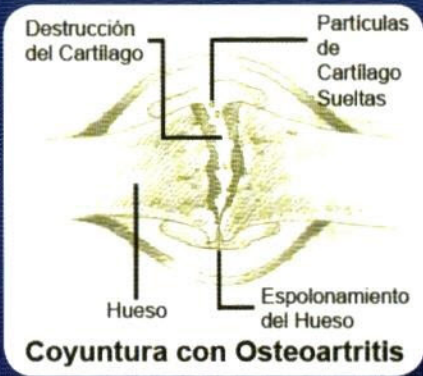 Destrucción
del Cartílago
Partículas
de
Cartílago
Sueltas
Hueso
Espolonamiento
del Hueso
Coyuntura con Osteoartritis